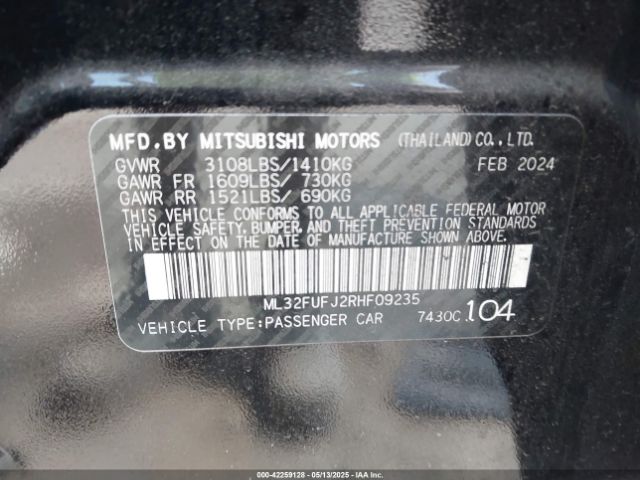 MFD.BY MITSUBISHI MOTORS (THAILAND)CO.,LTD.
GVWR 3108LBS/1410KG FEB 2024
GAWR FR 1609LBS/ 730KG
GAWR RR 1521LBS/ 690KG
THIS VEHICLE CONFORMS TO ALL APPLICABLE FEDERAL MOTOR
VEHICLE SAFETY, BUMPER, AND THEFT PREVENTION STANDARDS
IN EFFECT ON THE DATE OF MANUFACTURE SHOWN ABOVE.
ML32FUFJ2RHF09235
VEHICLE TYPE:PASSENGER CAR 7430C 104
000-42259128 - 05/13/2025 - IAAI.COM